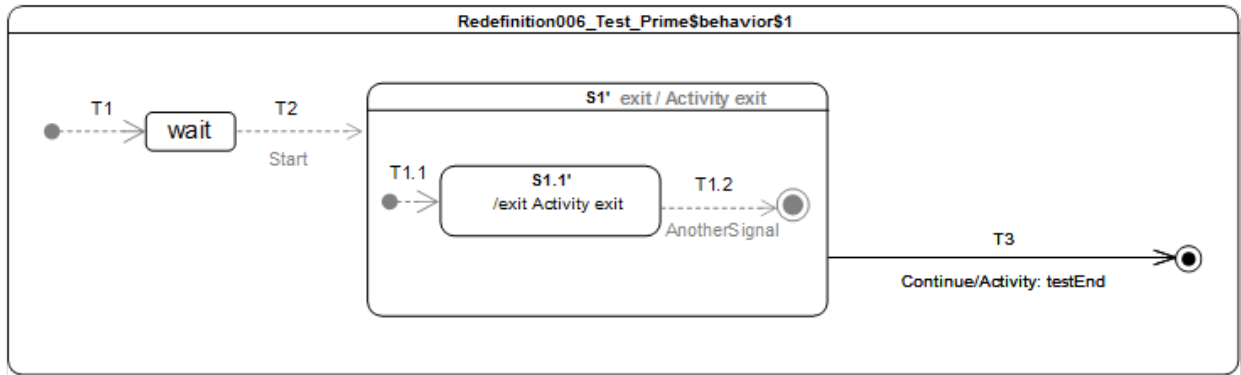 Redefinition006_Test_Prime$behavior$1
T1
wait
T2
Start
S1' exit / Activity exit
T1.1
S1.1'
/exit Activity exit
T1.2
AnotherSignal
T3
Continue/Activity: testEnd